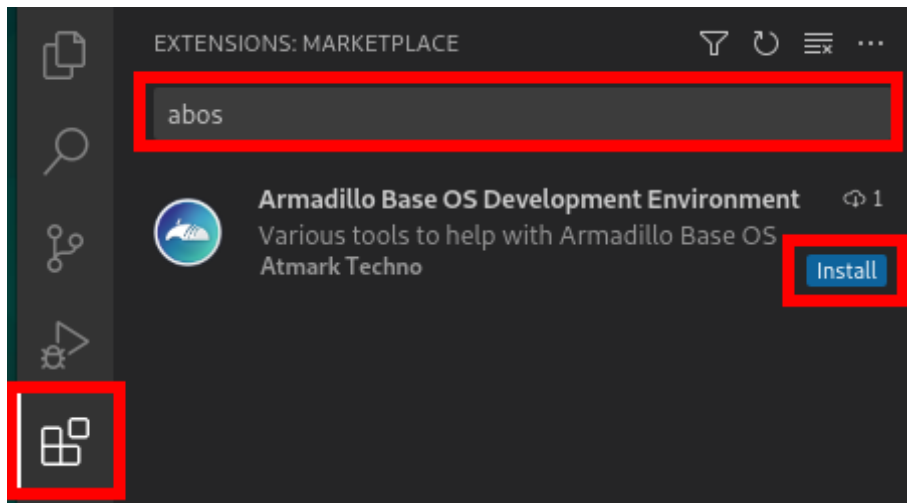 EXTENSIONS: MARKETPLACE
abos
Armadillo Base OS Development Environment 1
Various tools to help with Armadillo Base OS
Atmark Techno
Install